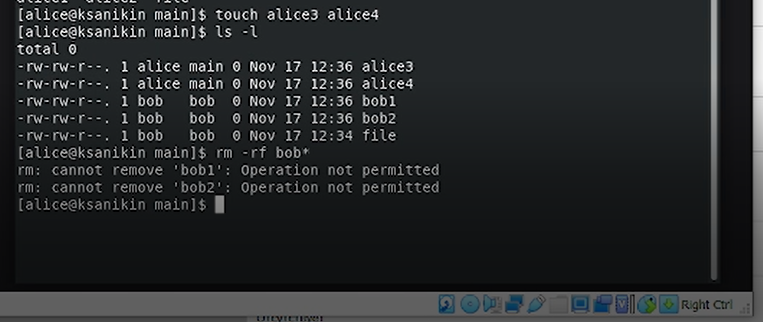 [alice@ksanikin main]$ touch alice3 alice4
[alice@ksanikin main]$ ls -l
total 0
-rw-rw-r--. 1 alice main 0 Nov 17 12:36 alice3
-rw-rw-r--. 1 alice main 0 Nov 17 12:36 alice4
-rw-rw-r--. 1 bob   bob  0 Nov 17 12:36 bob1
-rw-rw-r--. 1 bob   bob  0 Nov 17 12:36 bob2
-rw-rw-r--. 1 bob   bob  0 Nov 17 12:34 file
[alice@ksanikin main]$ rm -rf bob*
rm: cannot remove 'bob1': Operation not permitted
rm: cannot remove 'bob2': Operation not permitted
[alice@ksanikin main]$
Right Ctrl